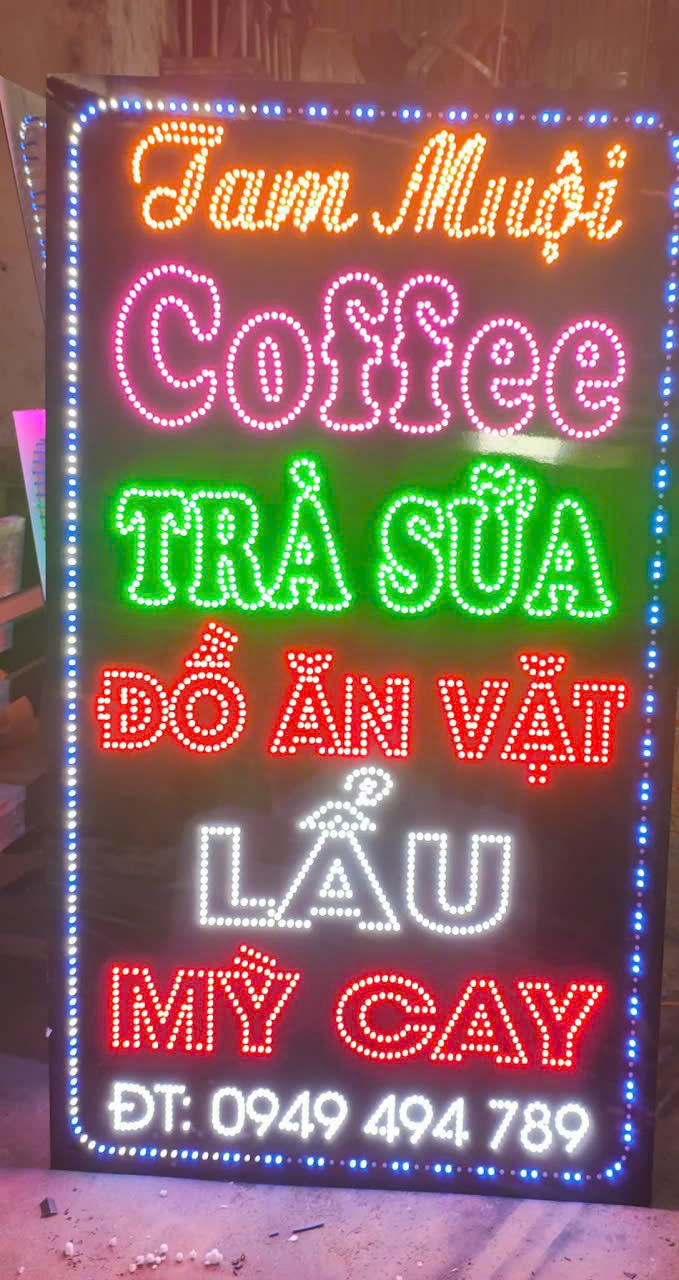 Tam Muội
Coffee
TRÀ SỮA
ĐỒ ĂN VẶT
LẨU
MỲ CAY
ĐT: 0949 494 789